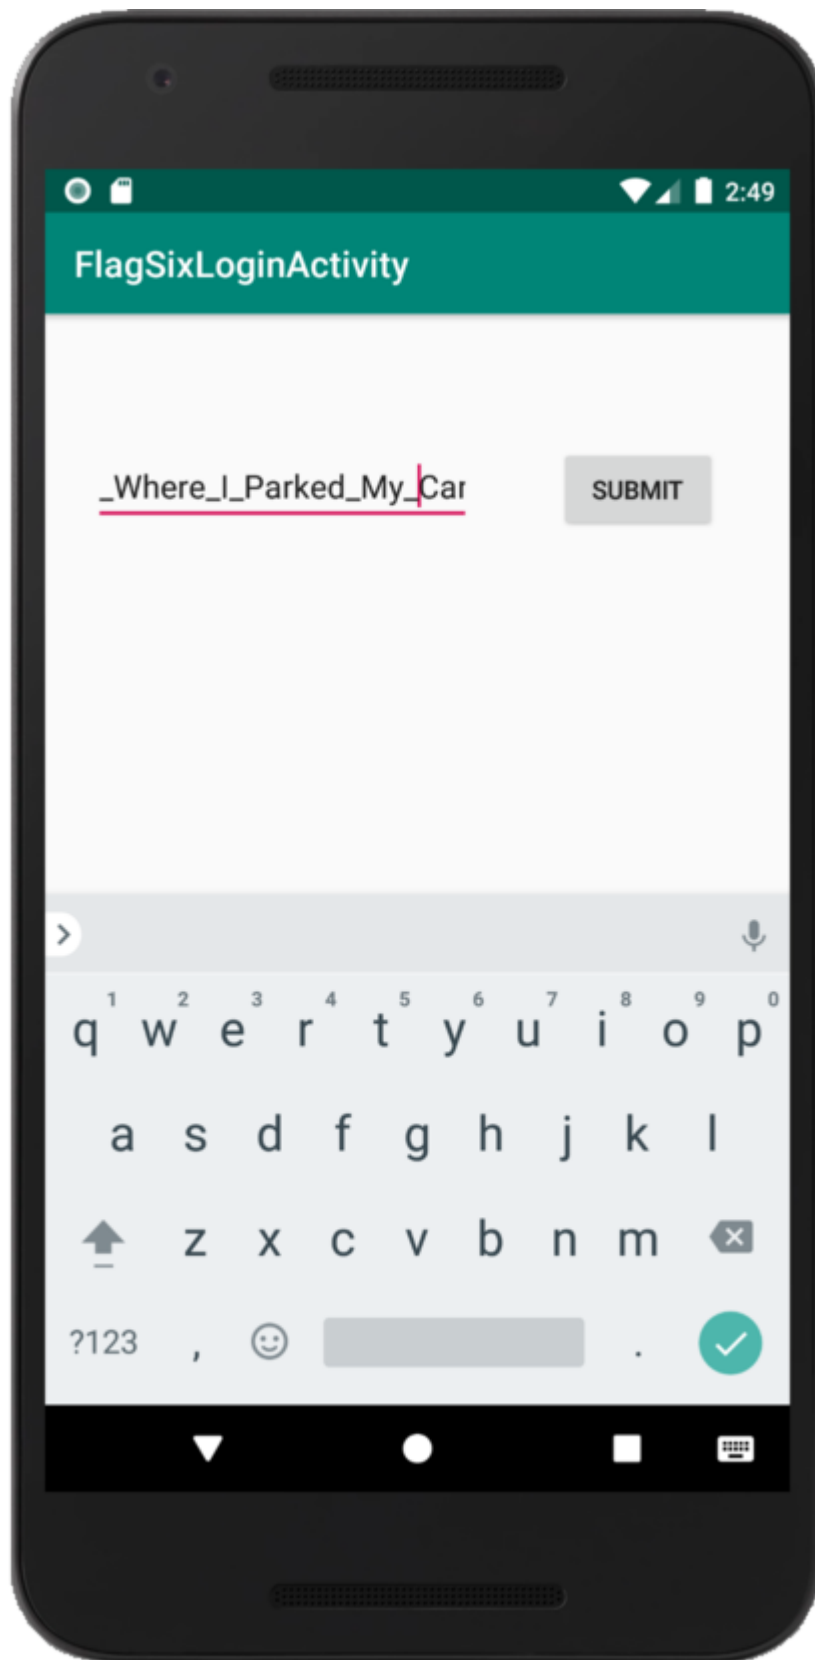 2:49
FlagSixLoginActivity
_Where_I_Parked_My_Car SUBMIT
1 2 3 4 5 6 7 8 9 0
q w e r t y u i o p
a s d f g h j k l
z x c v b n m
?123 , .